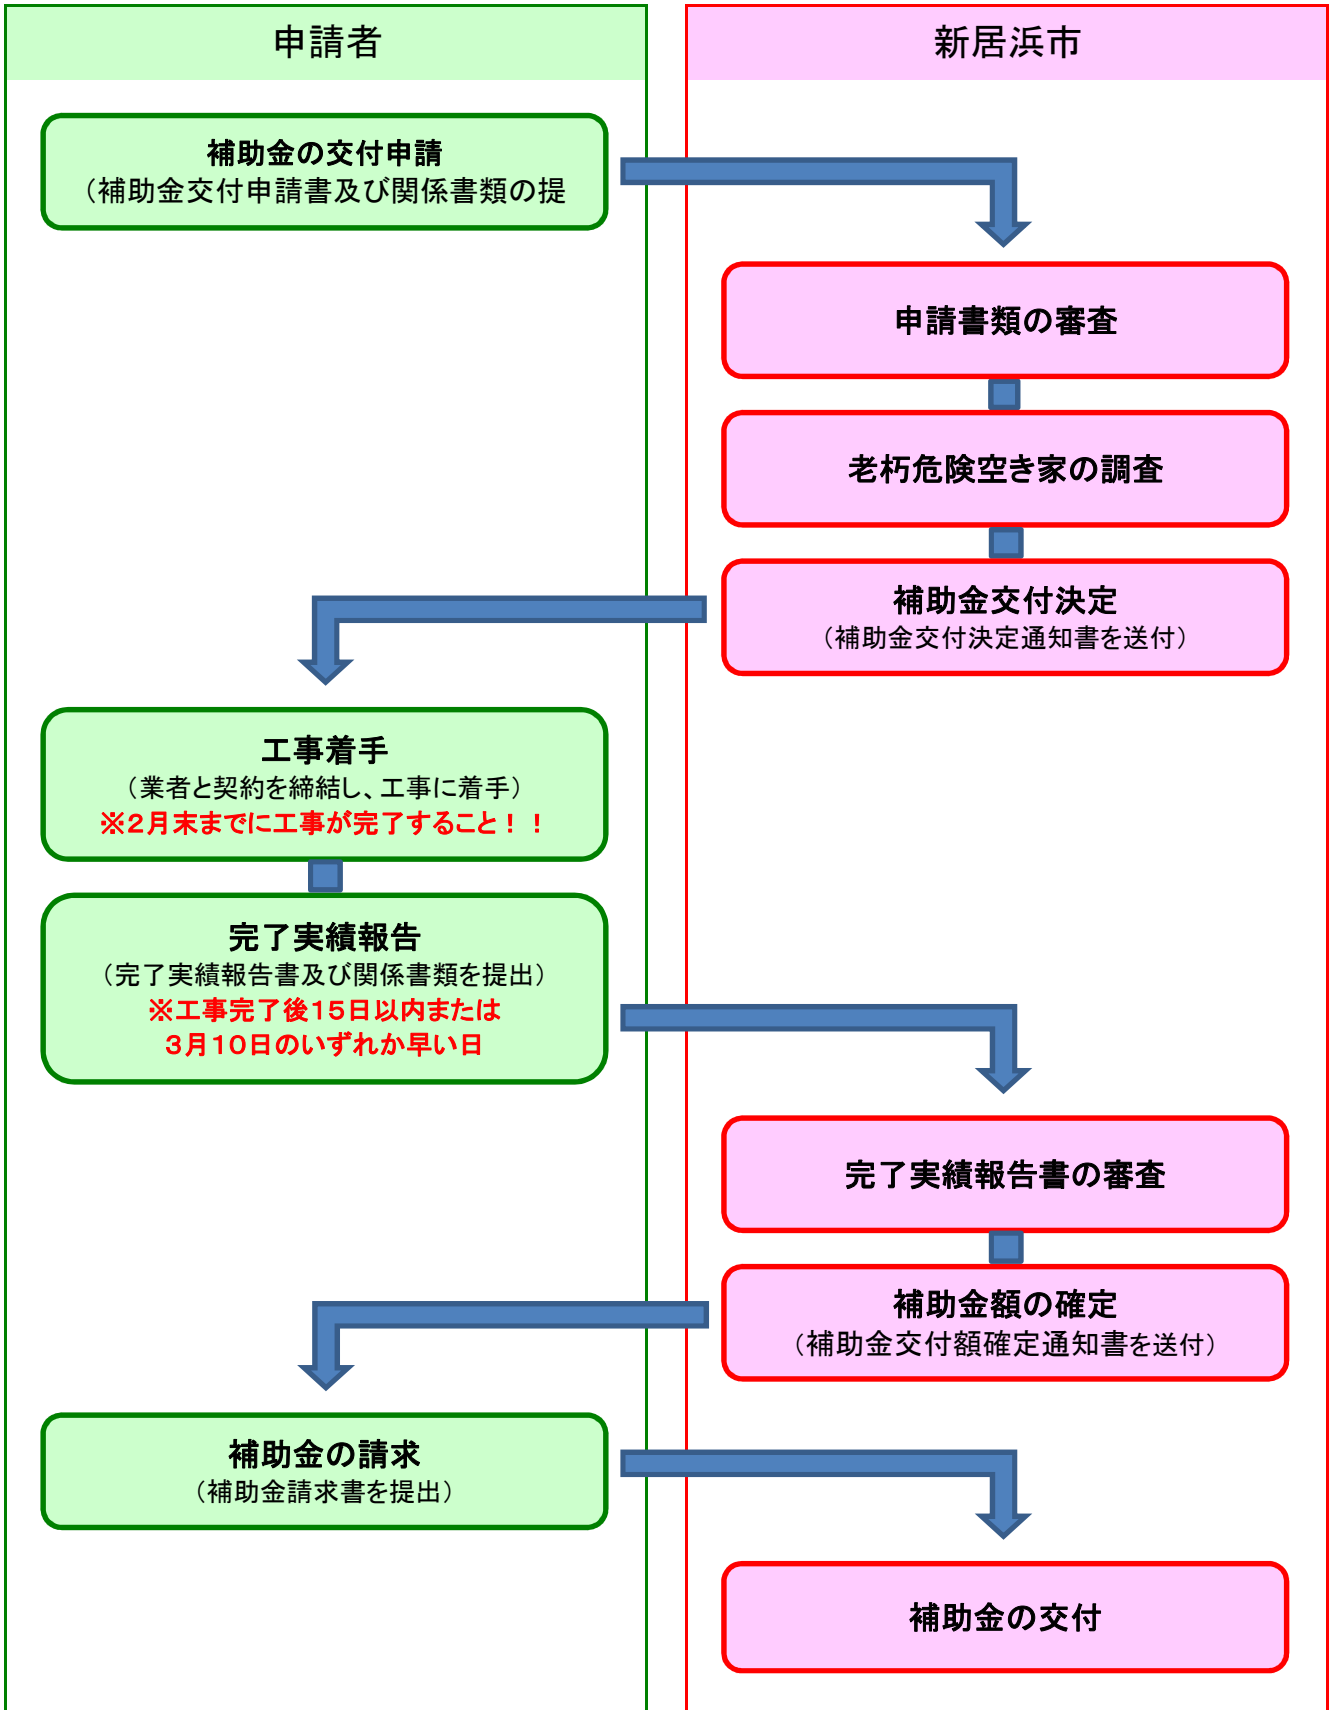 申請者
新居浜市
補助金の交付申請
（補助金交付申請書及び関係書類の提
申請書類の審査
老朽危険空き家の調査
補助金交付決定
（補助金交付決定通知書を送付）
工事着手
（業者と契約を締結し、工事に着手）
※２月末までに工事が完了すること！！
完了実績報告
（完了実績報告書及び関係書類を提出）
※工事完了後１５日以内または
３月１０日のいずれか早い日
完了実績報告書の審査
補助金額の確定
（補助金交付額確定通知書を送付）
補助金の請求
（補助金請求書を提出）
補助金の交付